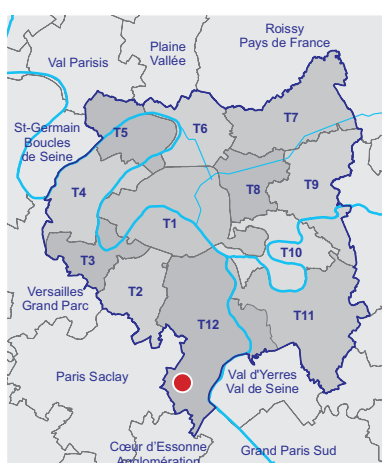 Roissy
Pays de France
Plaine
Vallée
Val Parisis
T7
T5
T6
St-Germain
Boucles
de Seine
T4
T8
T9
T1
T10
T3
Versailles
Grand Parc
T2
T12
T11
Paris Saclay
Val d'Yerres
Val de Seine
Cœur d'Essonne
Agglomération
Grand Paris Sud